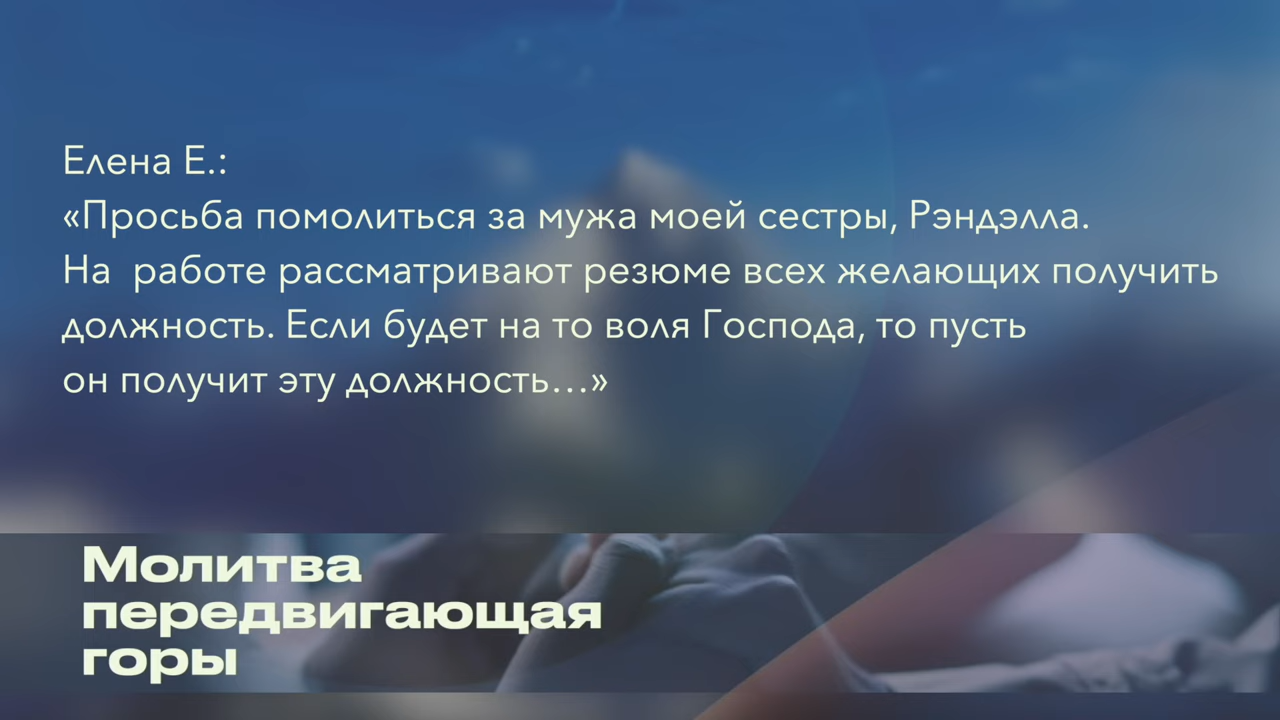 Елена Е.:
«Просьба помолиться за мужа моей сестры, Рэндэлла.
На  работе рассматривают резюме всех желающих получить
должность. Если будет на то воля Господа, то пусть
он получит эту должность...»
Молитва
передвигающая
горы